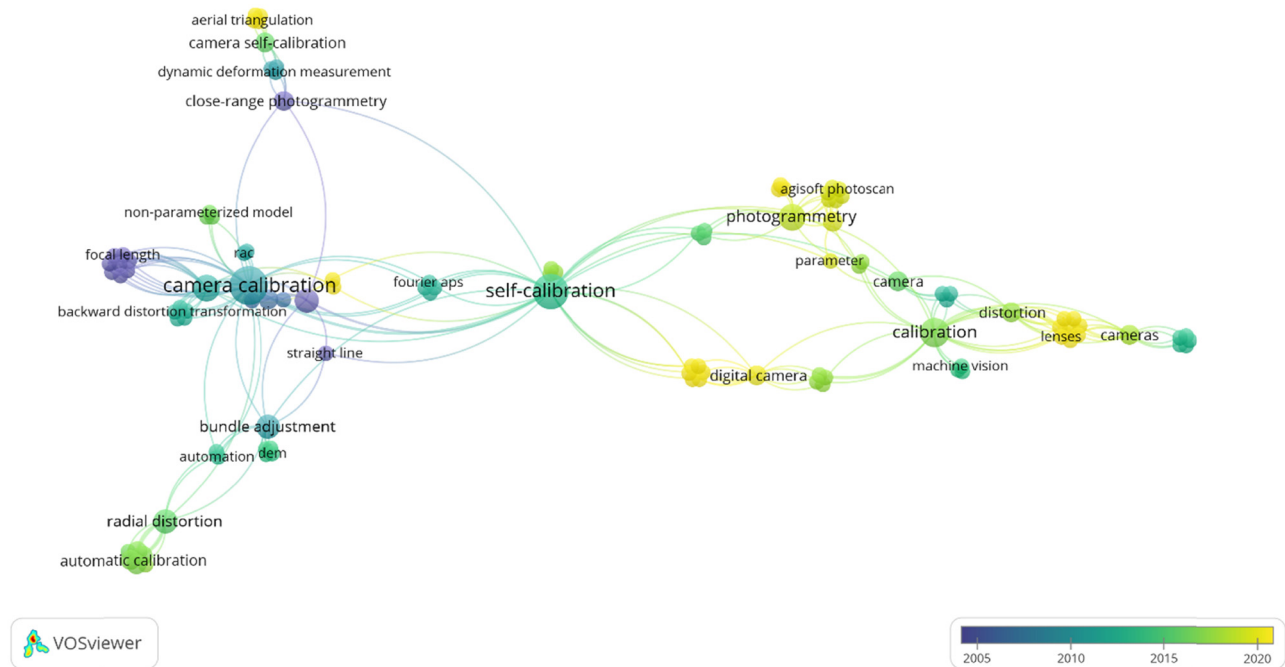 aerial triangulation
camera self-calibration
dynamic deformation measurement
close-range photogrammetry
agisoft photoscan
non-parameterized model
photogrammetry
focal length
rac
parameter
camera calibration
fourier aps
self-calibration
camera
backward distortion transformation
distortion
calibration
lenses
cameras
straight line
machine vision
digital camera
bundle adjustment
automation
dem
radial distortion
automatic calibration
VOSviewer
2005
2010
2015
2020